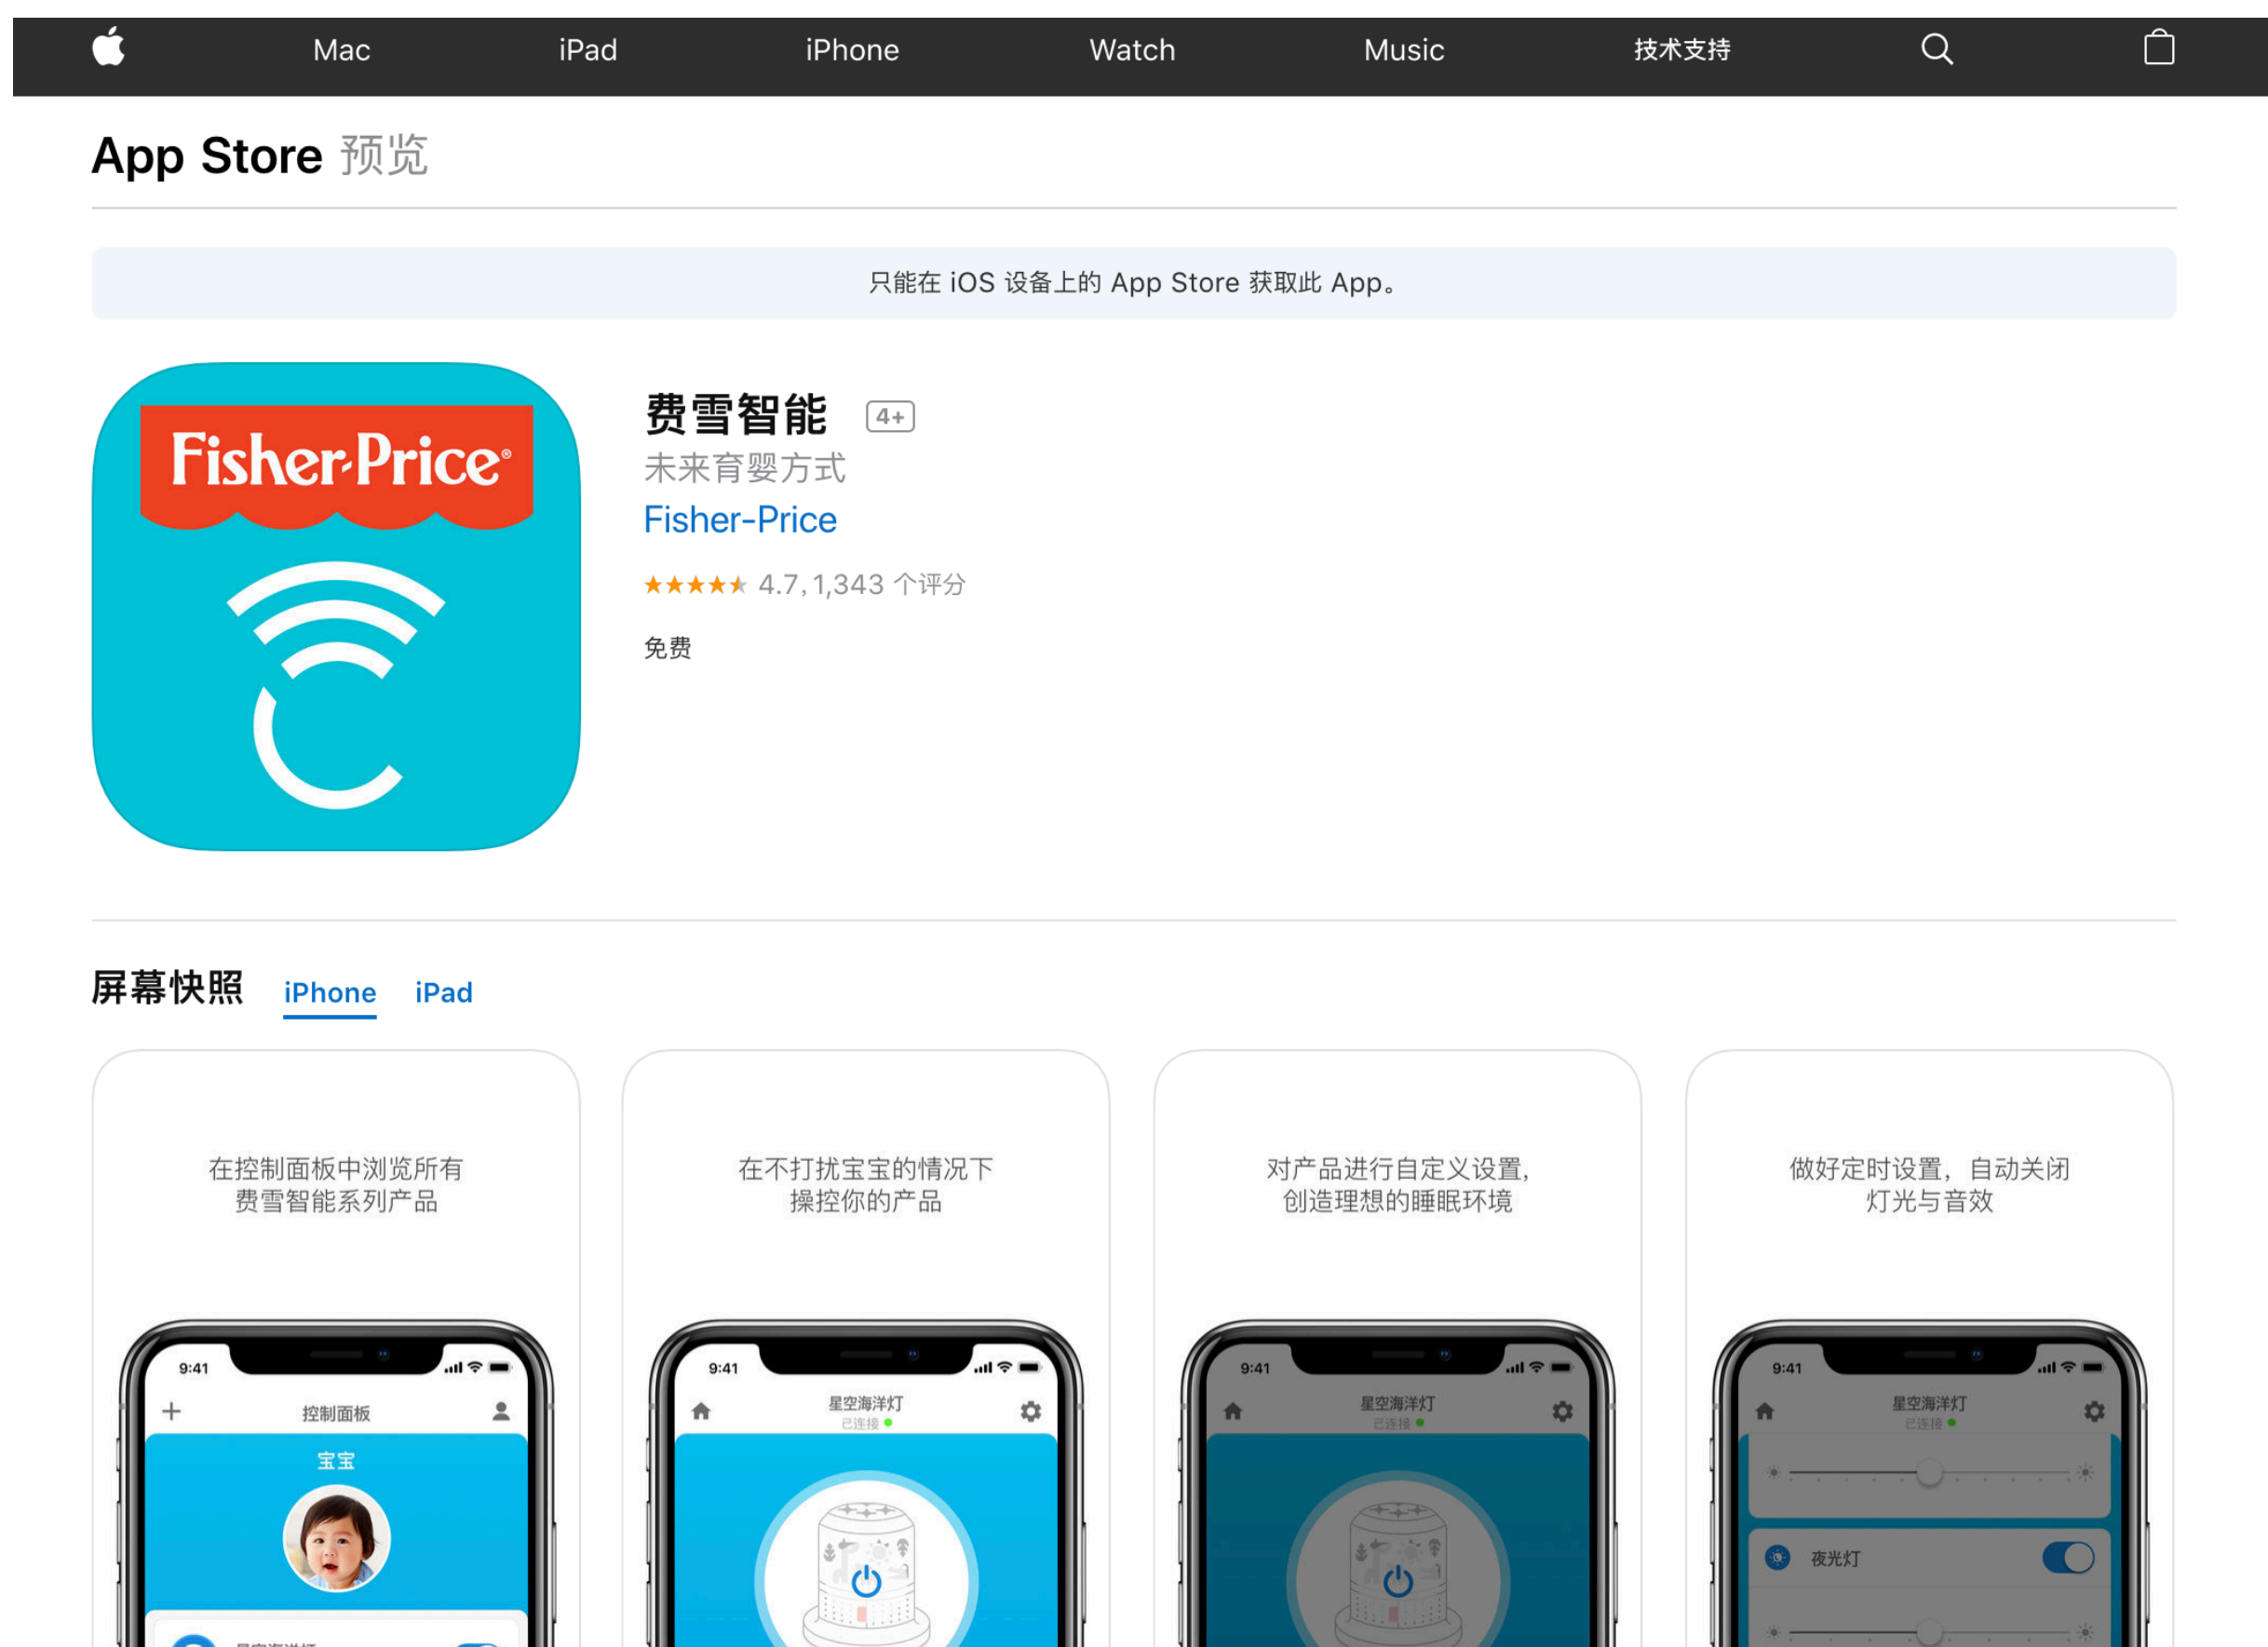 Mac iPad iPhone Watch Music 技术支持
App Store 预览
只能在 iOS 设备上的 App Store 获取此 App。
Fisher-Price®
费雪智能 4+
未来育婴方式
Fisher-Price
4.7, 1,343 个评分
免费
屏幕快照 iPhone iPad
在控制面板中浏览所有
费雪智能系列产品
9:41
控制面板
宝宝
星空海洋灯
在不打扰宝宝的情况下
操控你的产品
9:41
星空海洋灯
已连接
对产品进行自定义设置,
创造理想的睡眠环境
9:41
星空海洋灯
已连接
做好定时设置，自动关闭
灯光与音效
9:41
星空海洋灯
已连接
夜光灯